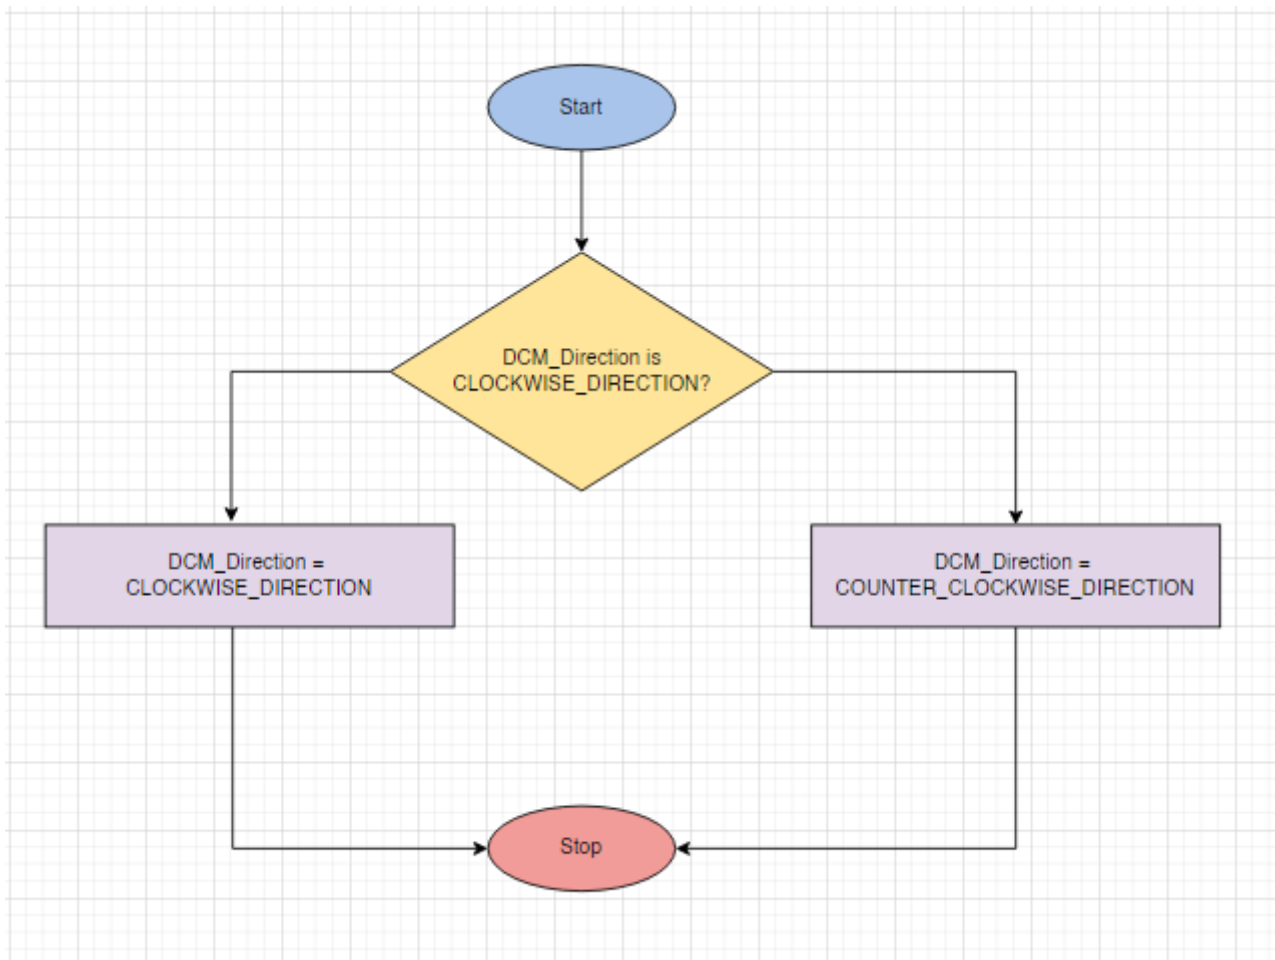 Start
DCM_Direction is
CLOCKWISE_DIRECTION?
DCM_Direction =
CLOCKWISE_DIRECTION
DCM_Direction =
COUNTER_CLOCKWISE_DIRECTION
Stop